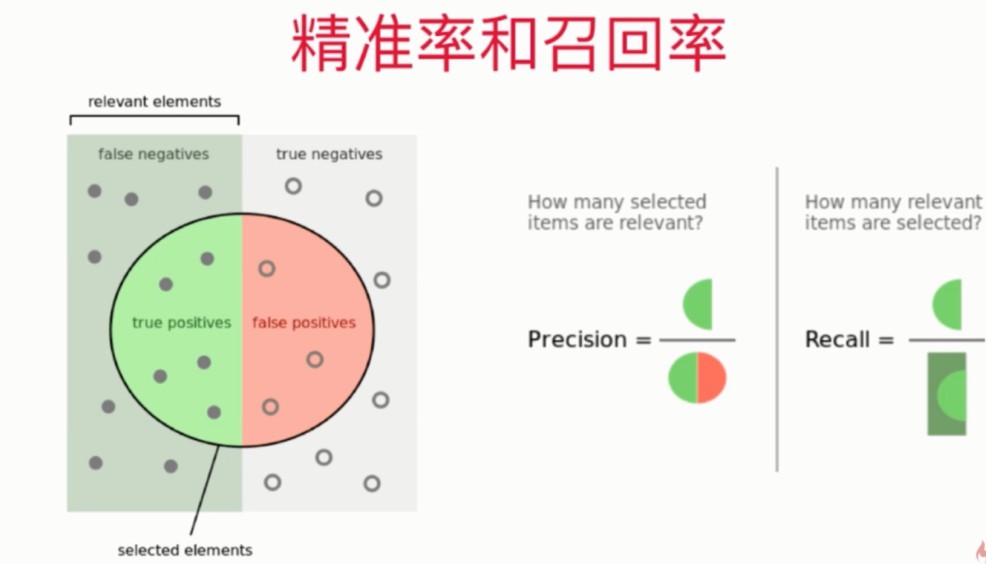 精准率和召回率
relevant elements
false negatives
true negatives
true positives
false positives
selected elements
How many selected
items are relevant?
Precision =
How many relevant
items are selected?
Recall =